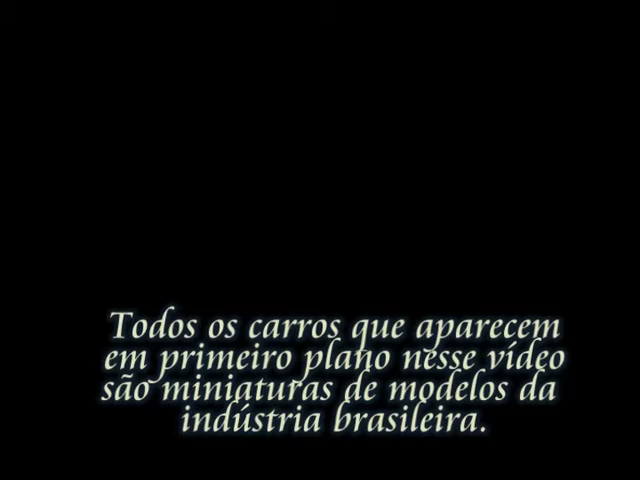 Todos os carros que aparecem
em primeiro plano nesse vídeo
são miniaturas de modelos da
indústria brasileira.